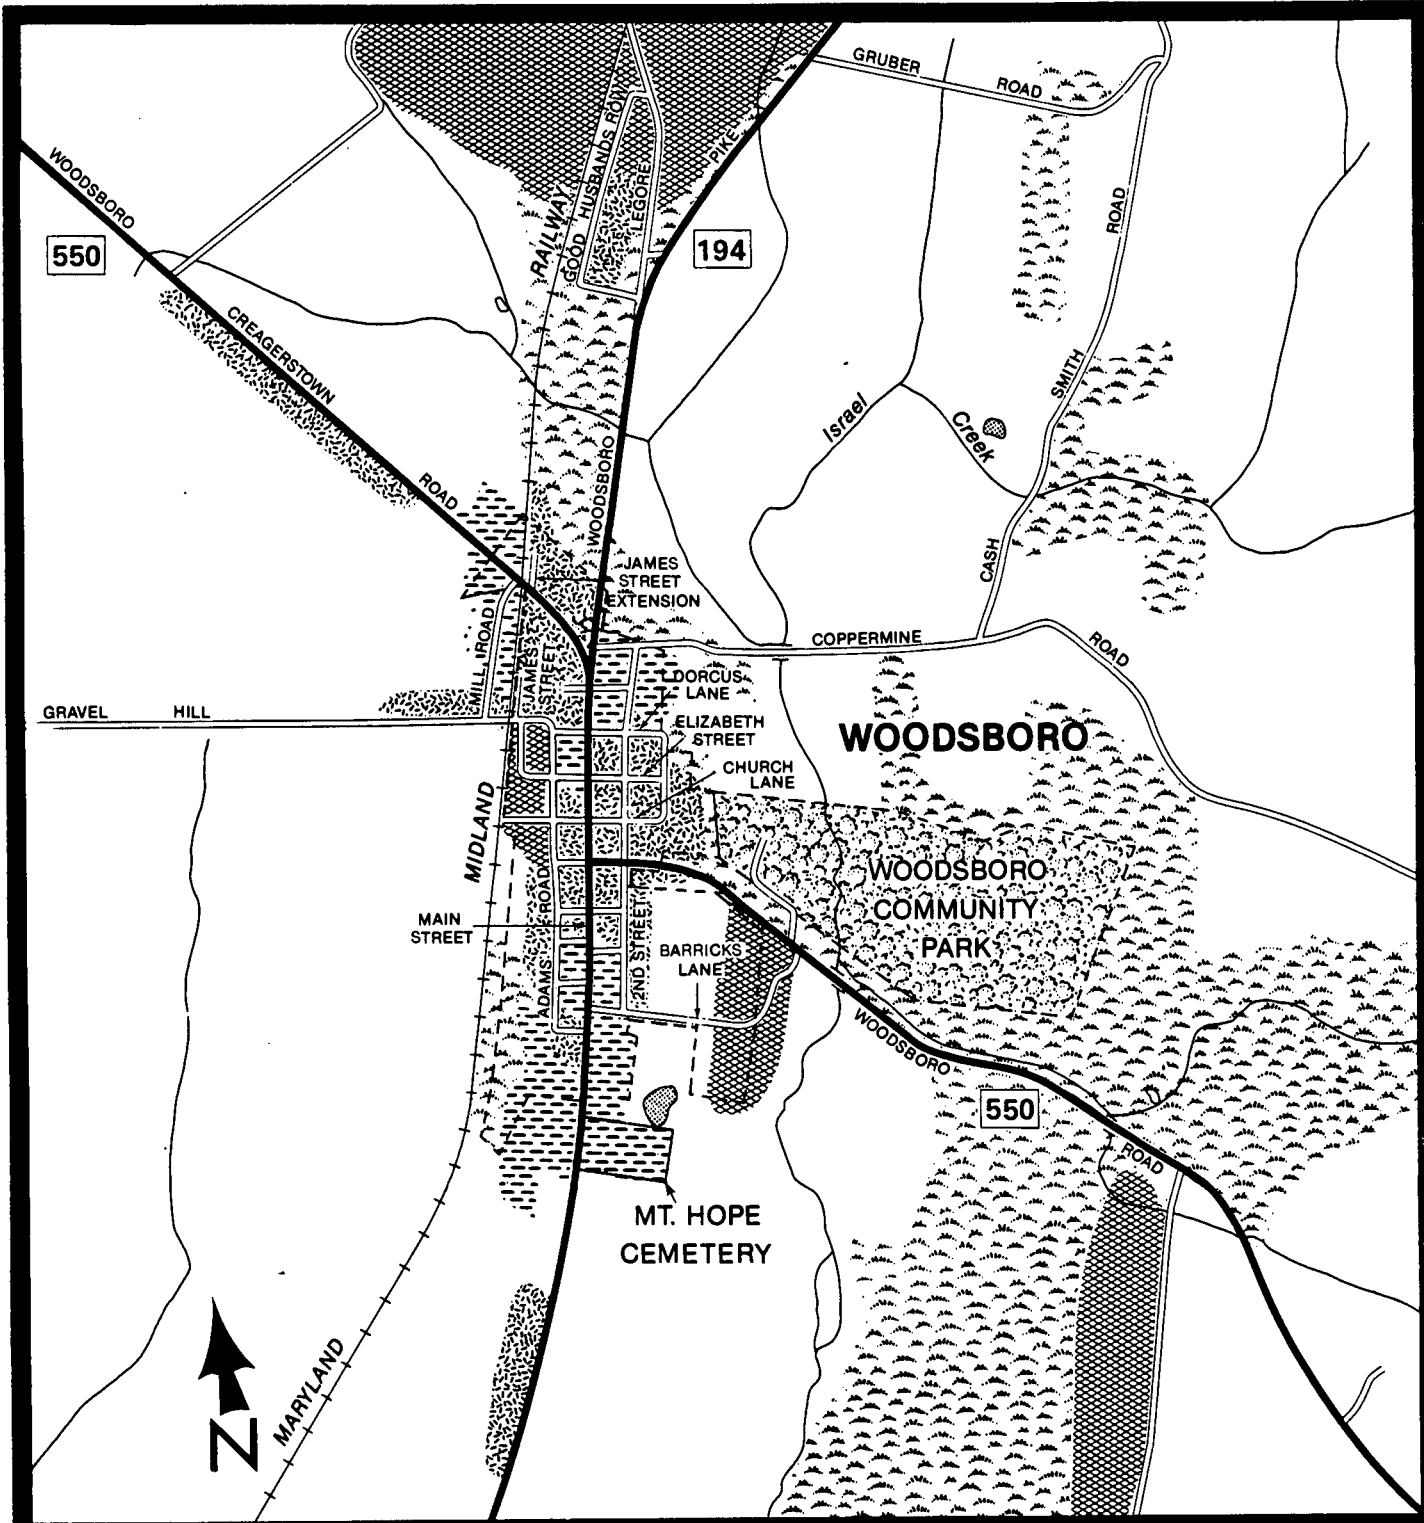 GRUBER ROAD
WOODSBORO
550
RAILWAY
GOOD HUSBANDS ROW
LEGORE
PIKE
194
ROAD
CREAGERSTOWN
SMITH
Israel
Creek
ROAD
WOODSBORO
CASH
JAMES
STREET
EXTENSION
MILL ROAD
JAMES
STREET
COPPERMINE
ROAD
DORCUS
LANE
GRAVEL HILL
ELIZABETH
STREET
WOODSBORO
CHURCH
LANE
MIDLAND
WOODSBORO
COMMUNITY
PARK
MAIN
STREET
ADAMS ROAD
2ND STREET
BARRICKS
LANE
WOODSBORO
550
ROAD
MT. HOPE
CEMETERY
MARYLAND
N